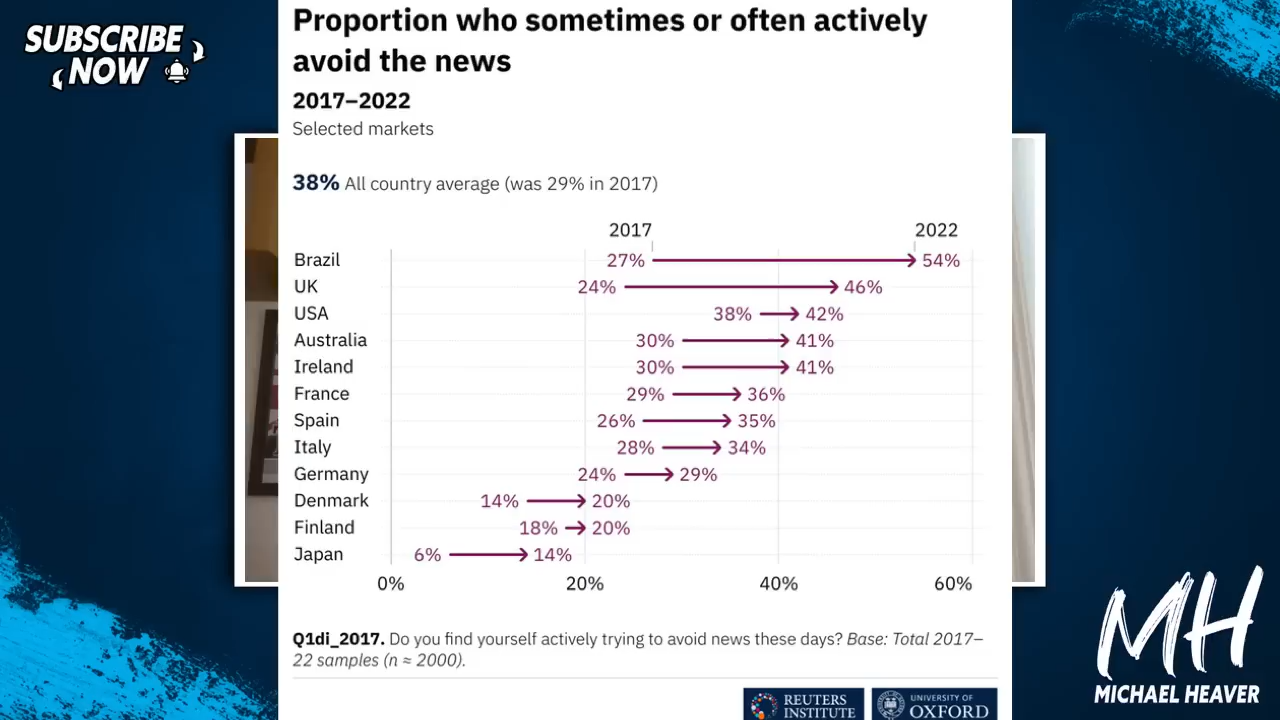 SUBSCRIBE
NOW
Proportion who sometimes or often actively
avoid the news
2017–2022
Selected markets
38% All country average (was 29% in 2017)
2017 2022
Brazil 27% 54%
UK 24% 46%
USA 38% 42%
Australia 30% 41%
Ireland 30% 41%
France 29% 36%
Spain 26% 35%
Italy 28% 34%
Germany 24% 29%
Denmark 14% 20%
Finland 18% 20%
Japan 6% 14%
0% 20% 40% 60%
Q1di_2017. Do you find yourself actively trying to avoid news these days? Base: Total 2017–
22 samples (n ≈ 2000).
REUTERS
INSTITUTE
UNIVERSITY OF
OXFORD
MH
MICHAEL HEAVER